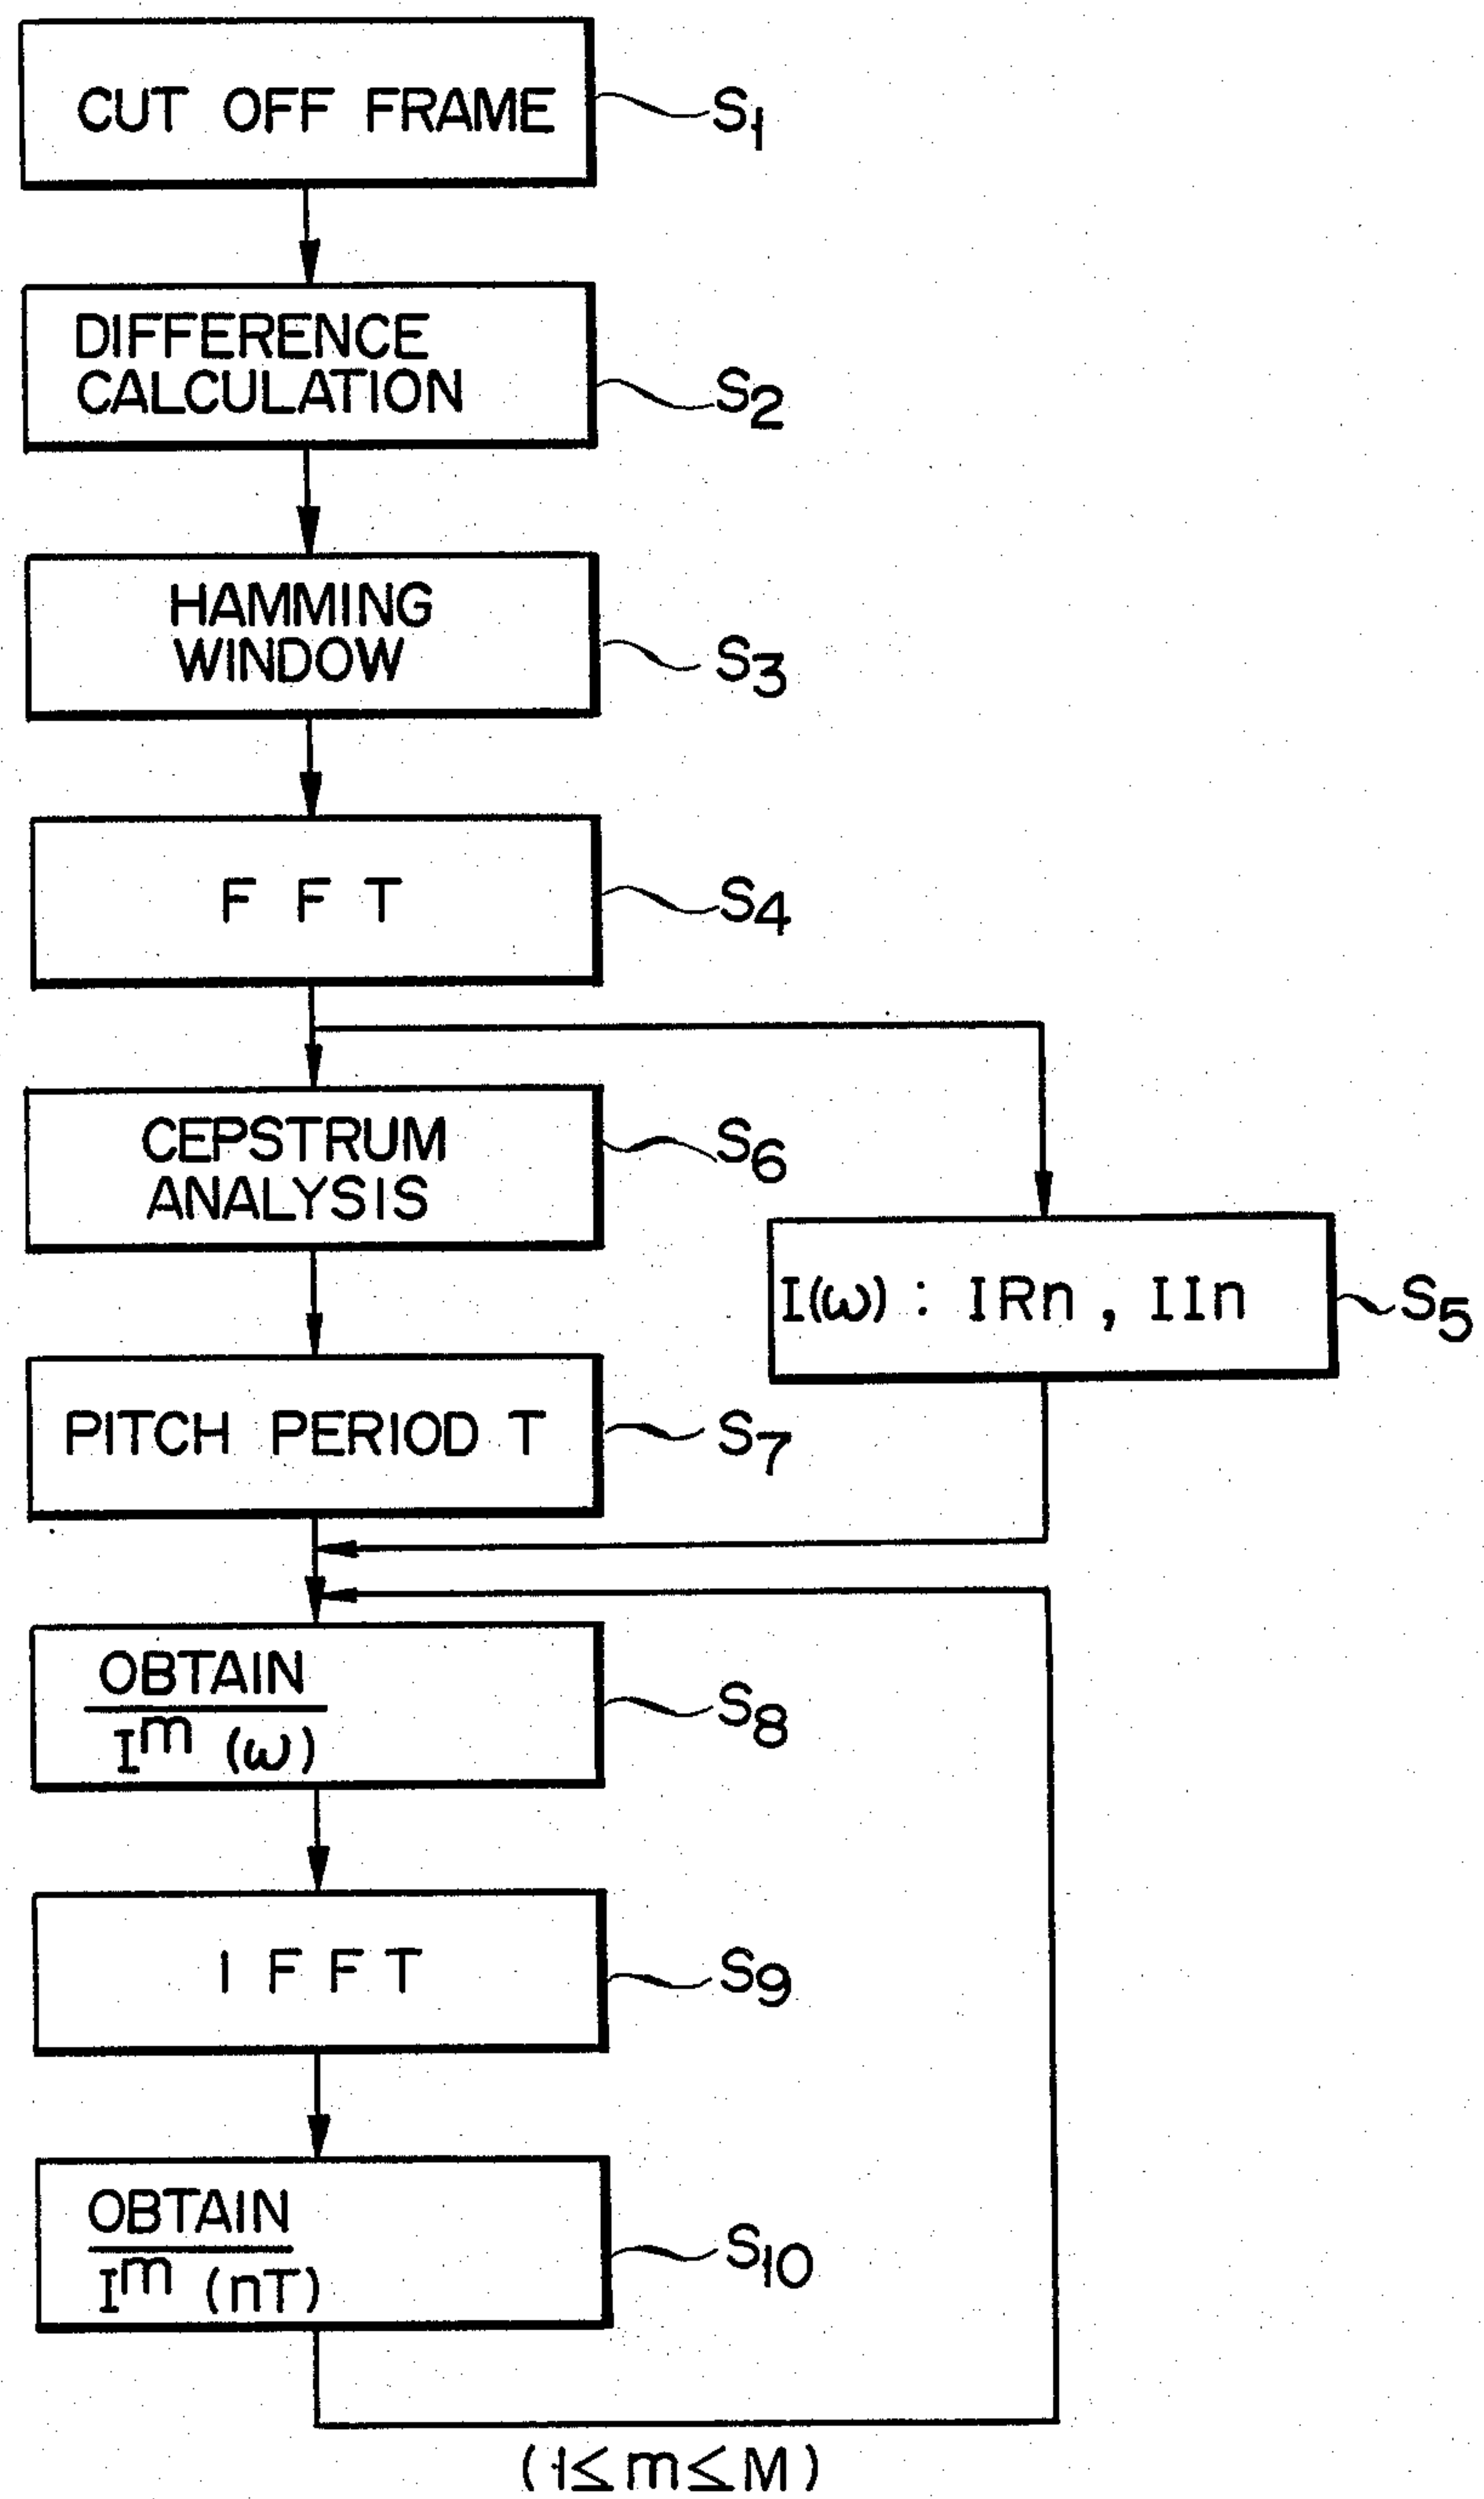 CUT OFF FRAME
S1
DIFFERENCE
CALCULATION
S2
HAMMING
WINDOW
S3
F F T
S4
CEPSTRUM
ANALYSIS
S6
I(ω) : IRn , IIn
S5
PITCH PERIOD T
S7
OBTAIN
I^m (ω)
S8
I F F T
S9
OBTAIN
I^m (nT)
S10
(1≤m≤M)